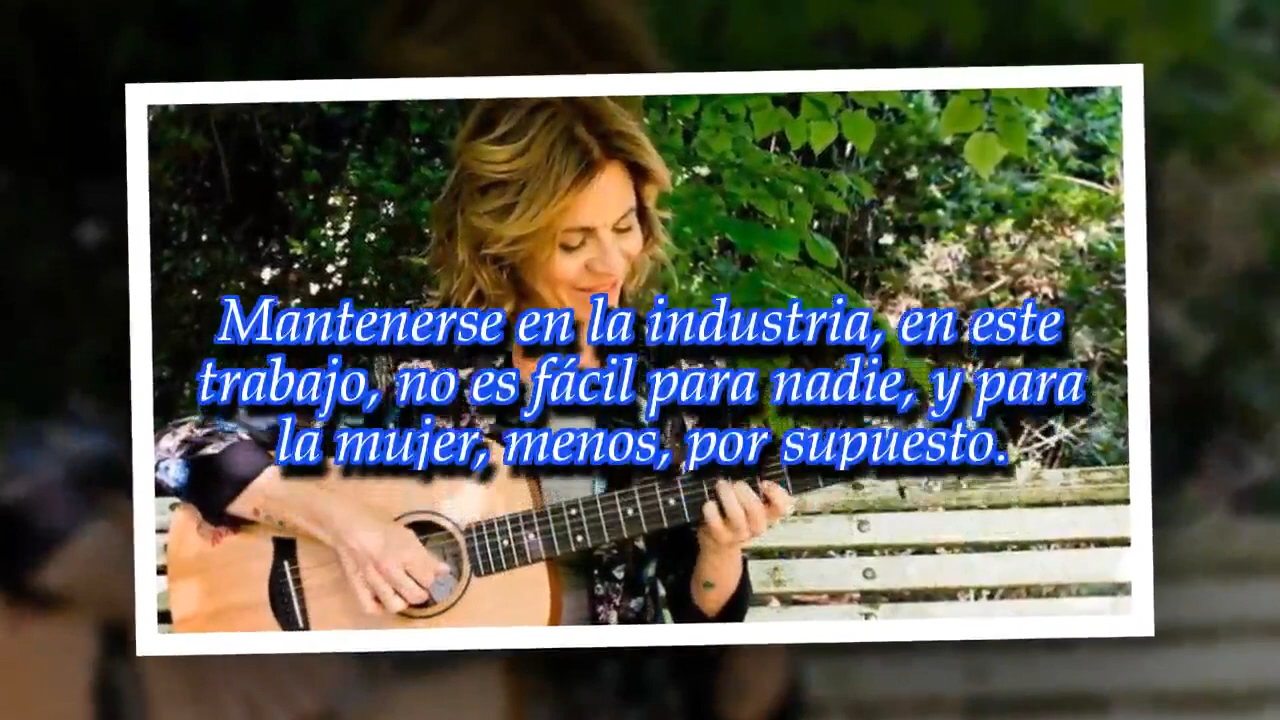 Mantenerse en la industria, en este
trabajo, no es fácil para nadie, y para
la mujer, menos, por supuesto.